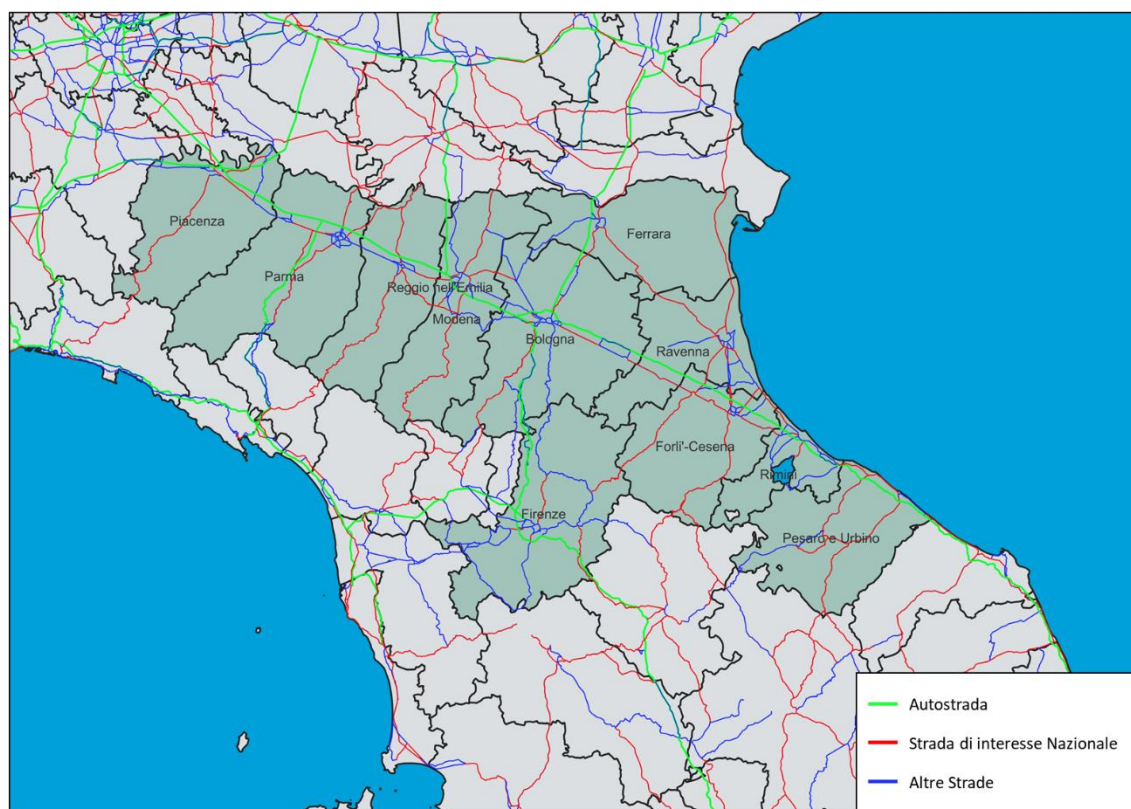 Piacenza
Ferrara
Parma
Reggio nell'Emilia
Modena
Bologna
Ravenna
Forli'-Cesena
Rimini
Firenze
Pesaro e Urbino
Autostrada
Strada di interesse Nazionale
Altre Strade